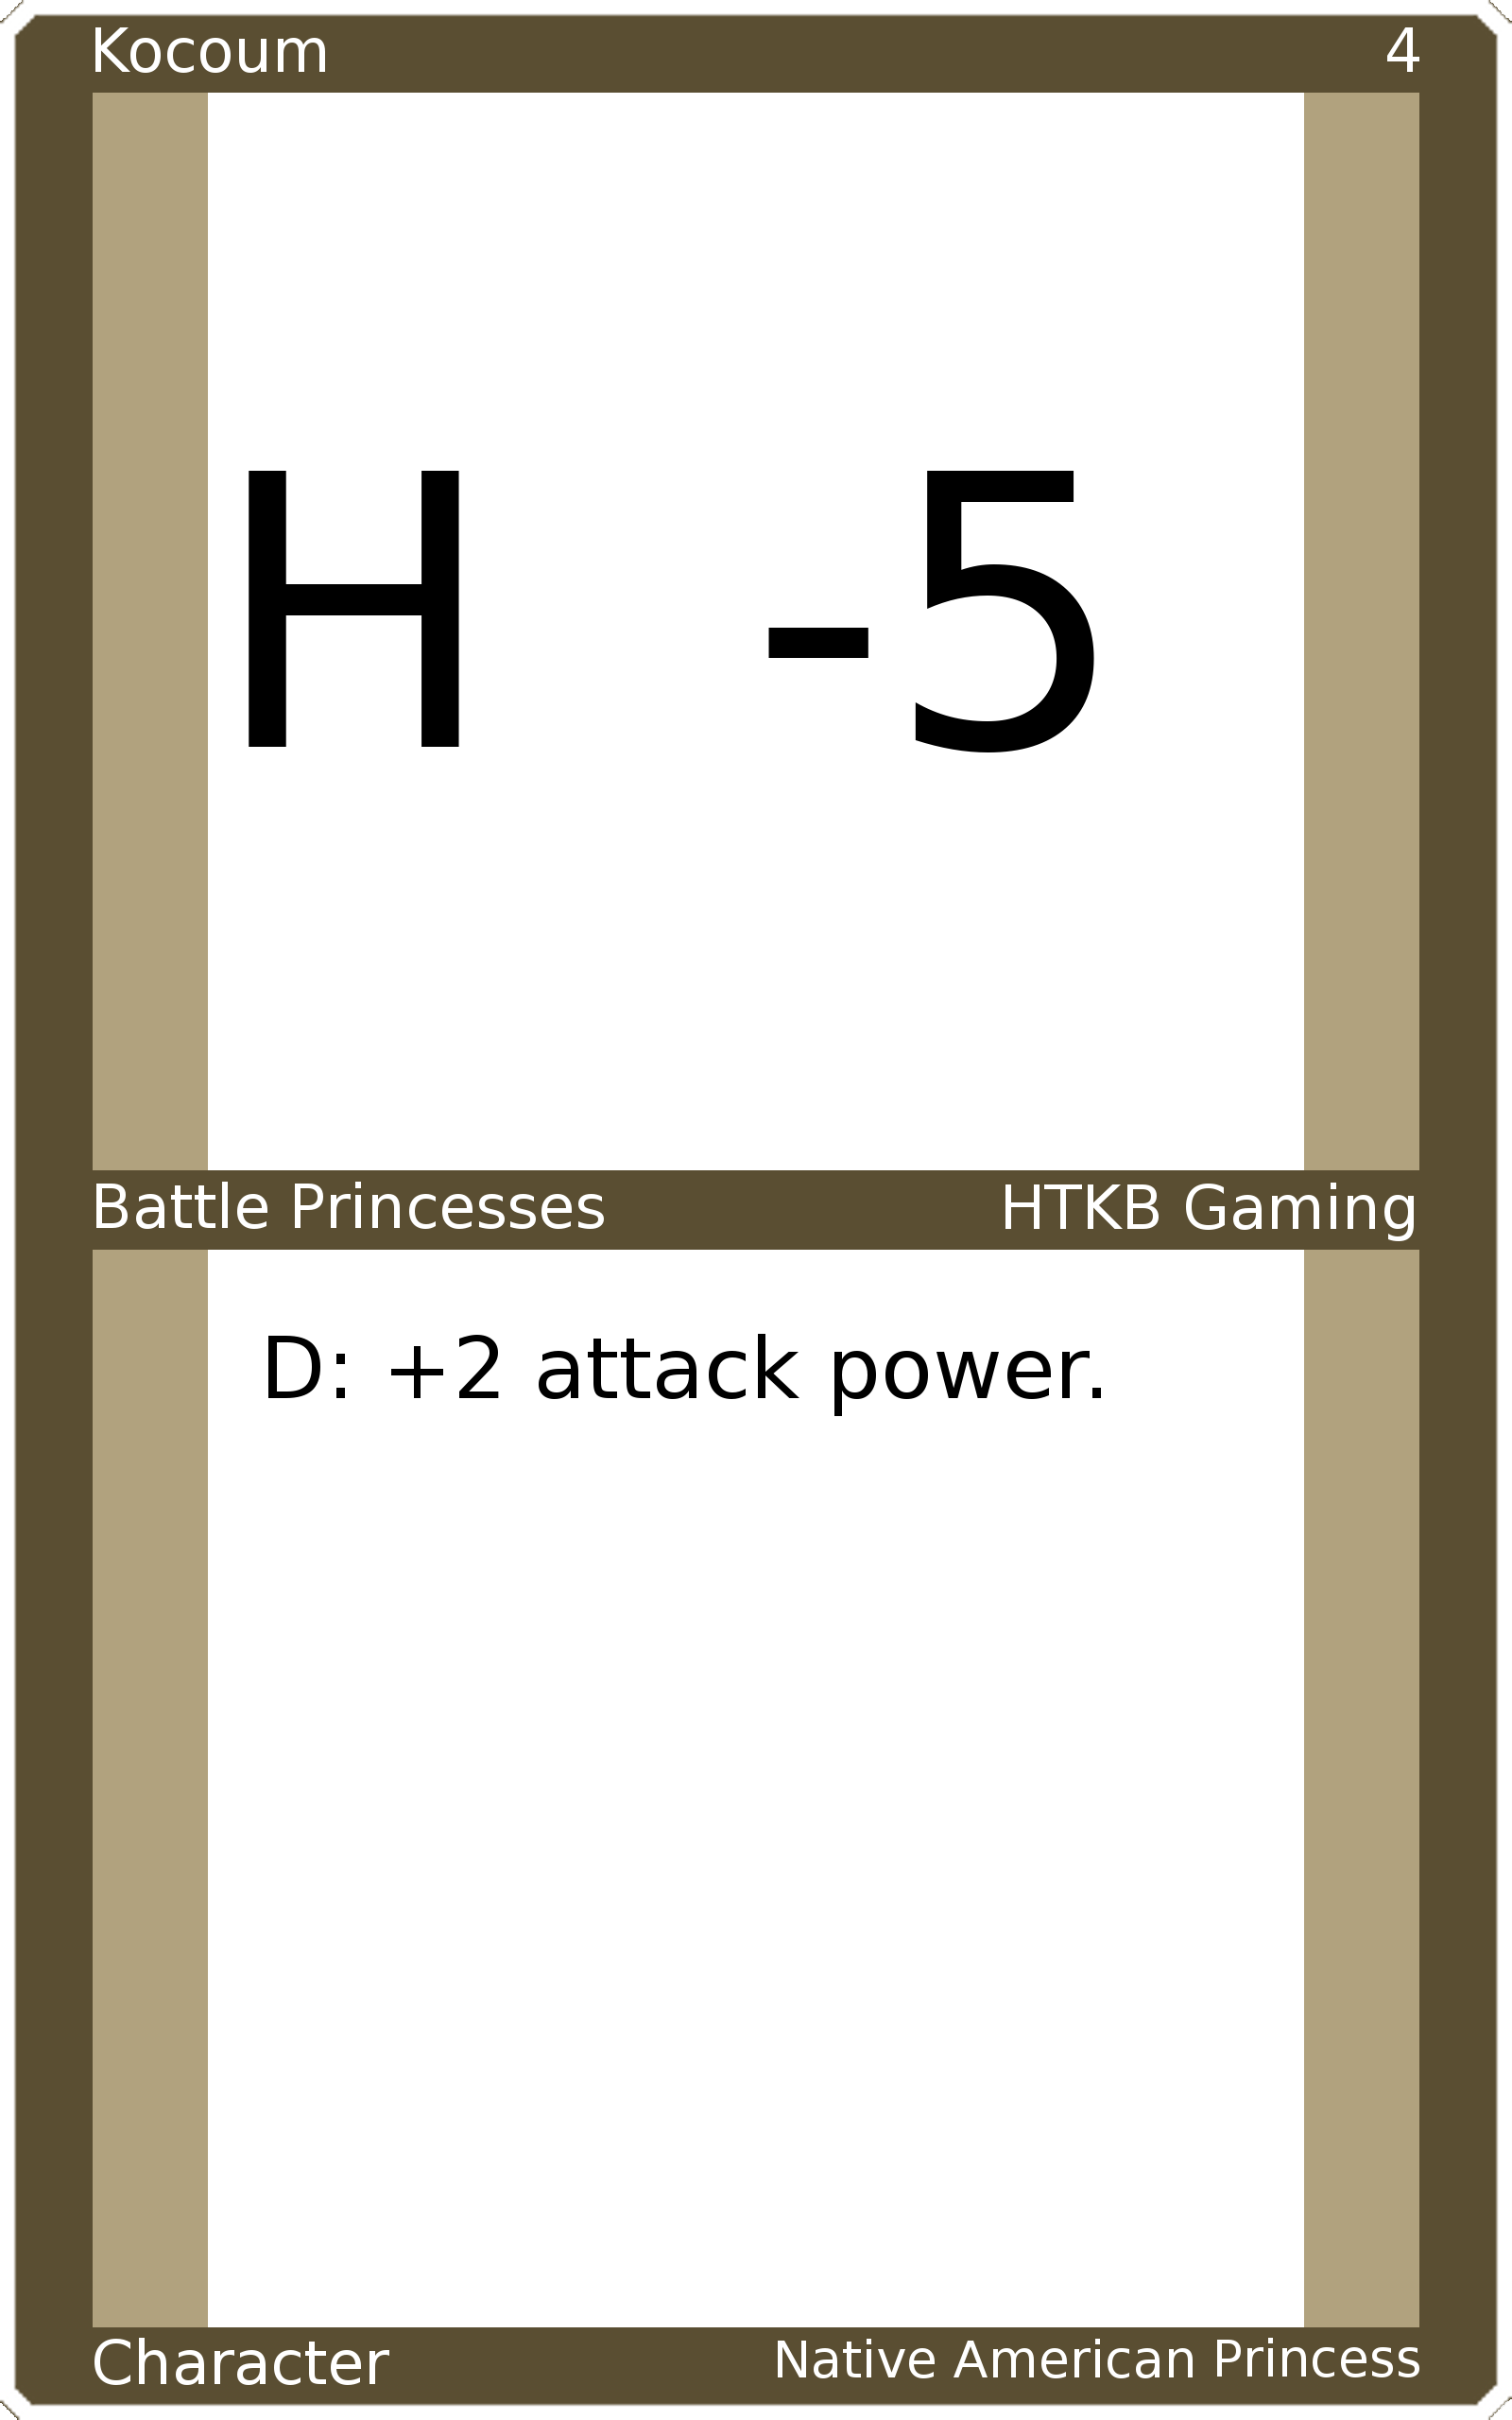 Kocoum 4
H -5
Battle Princesses HTKB Gaming
D: +2 attack power.
Character Native American Princess